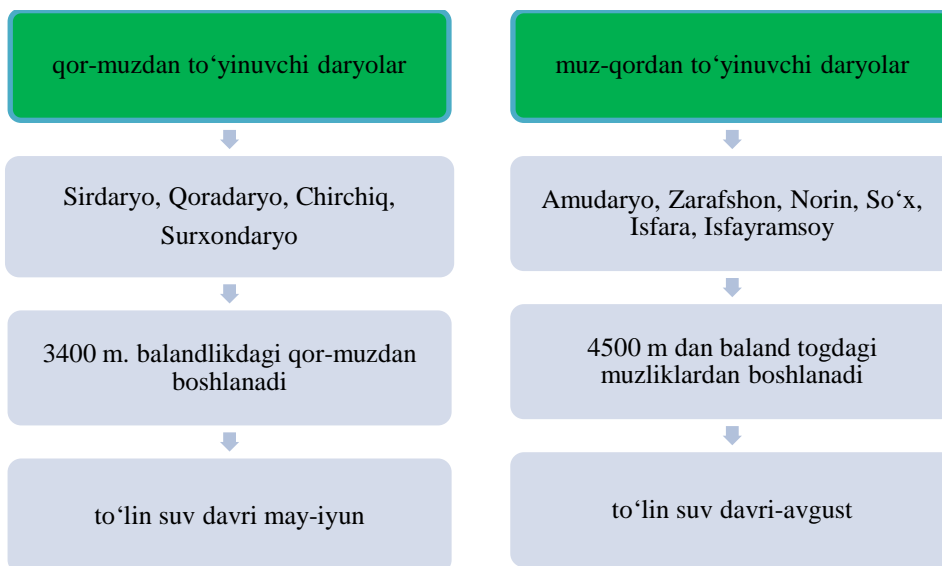 qor-muzdan to‘yinuvchi daryolar
Sirdaryo, Qoradaryo, Chirchiq,
Surxondaryo
3400 m. balandlikdagi qor-muzdan
boshlanadi
to‘lin suv davri may-iyun
muz-qordan to‘yinuvchi daryolar
Amudaryo, Zarafshon, Norin, So‘x,
Isfara, Isfayramsoy
4500 m dan baland togdagi
muzliklardan boshlanadi
to‘lin suv davri-avgust